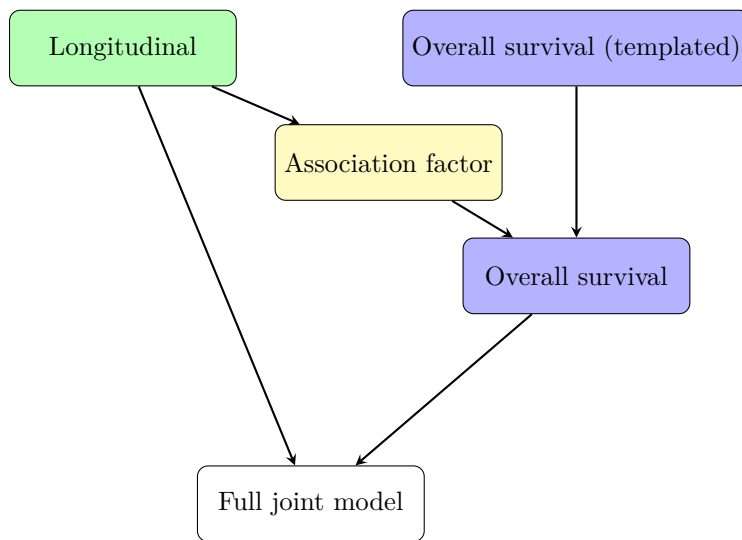 Longitudinal
Overall survival (templated)
Association factor
Overall survival
Full joint model